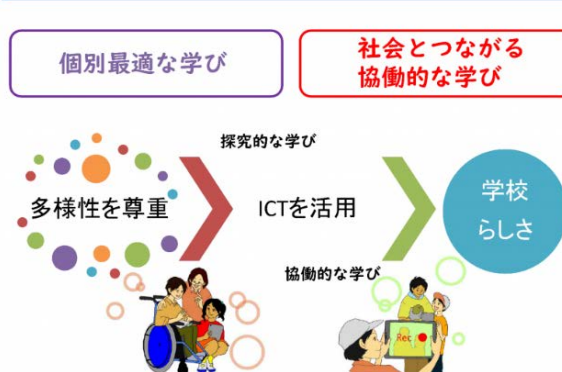 個別最適な学び
社会とつながる
協働的な学び
探究的な学び
多様性を尊重
ICTを活用
学校
らしさ
協働的な学び
Rec